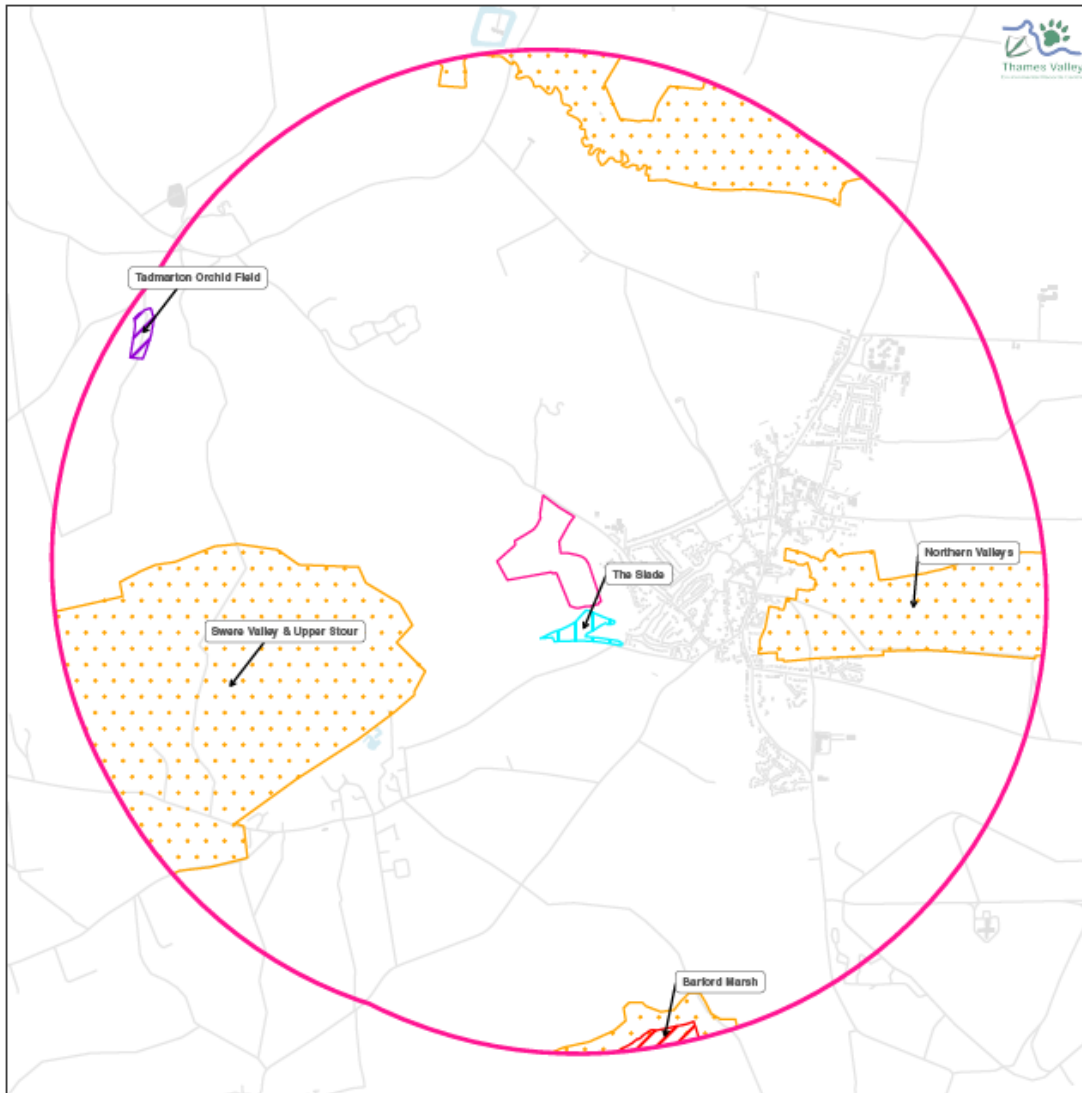 Thames Valley
Tadmarton Orchid Field
Northern Valleys
The Slade
Swere Valley & Upper Stour
Barford Marsh